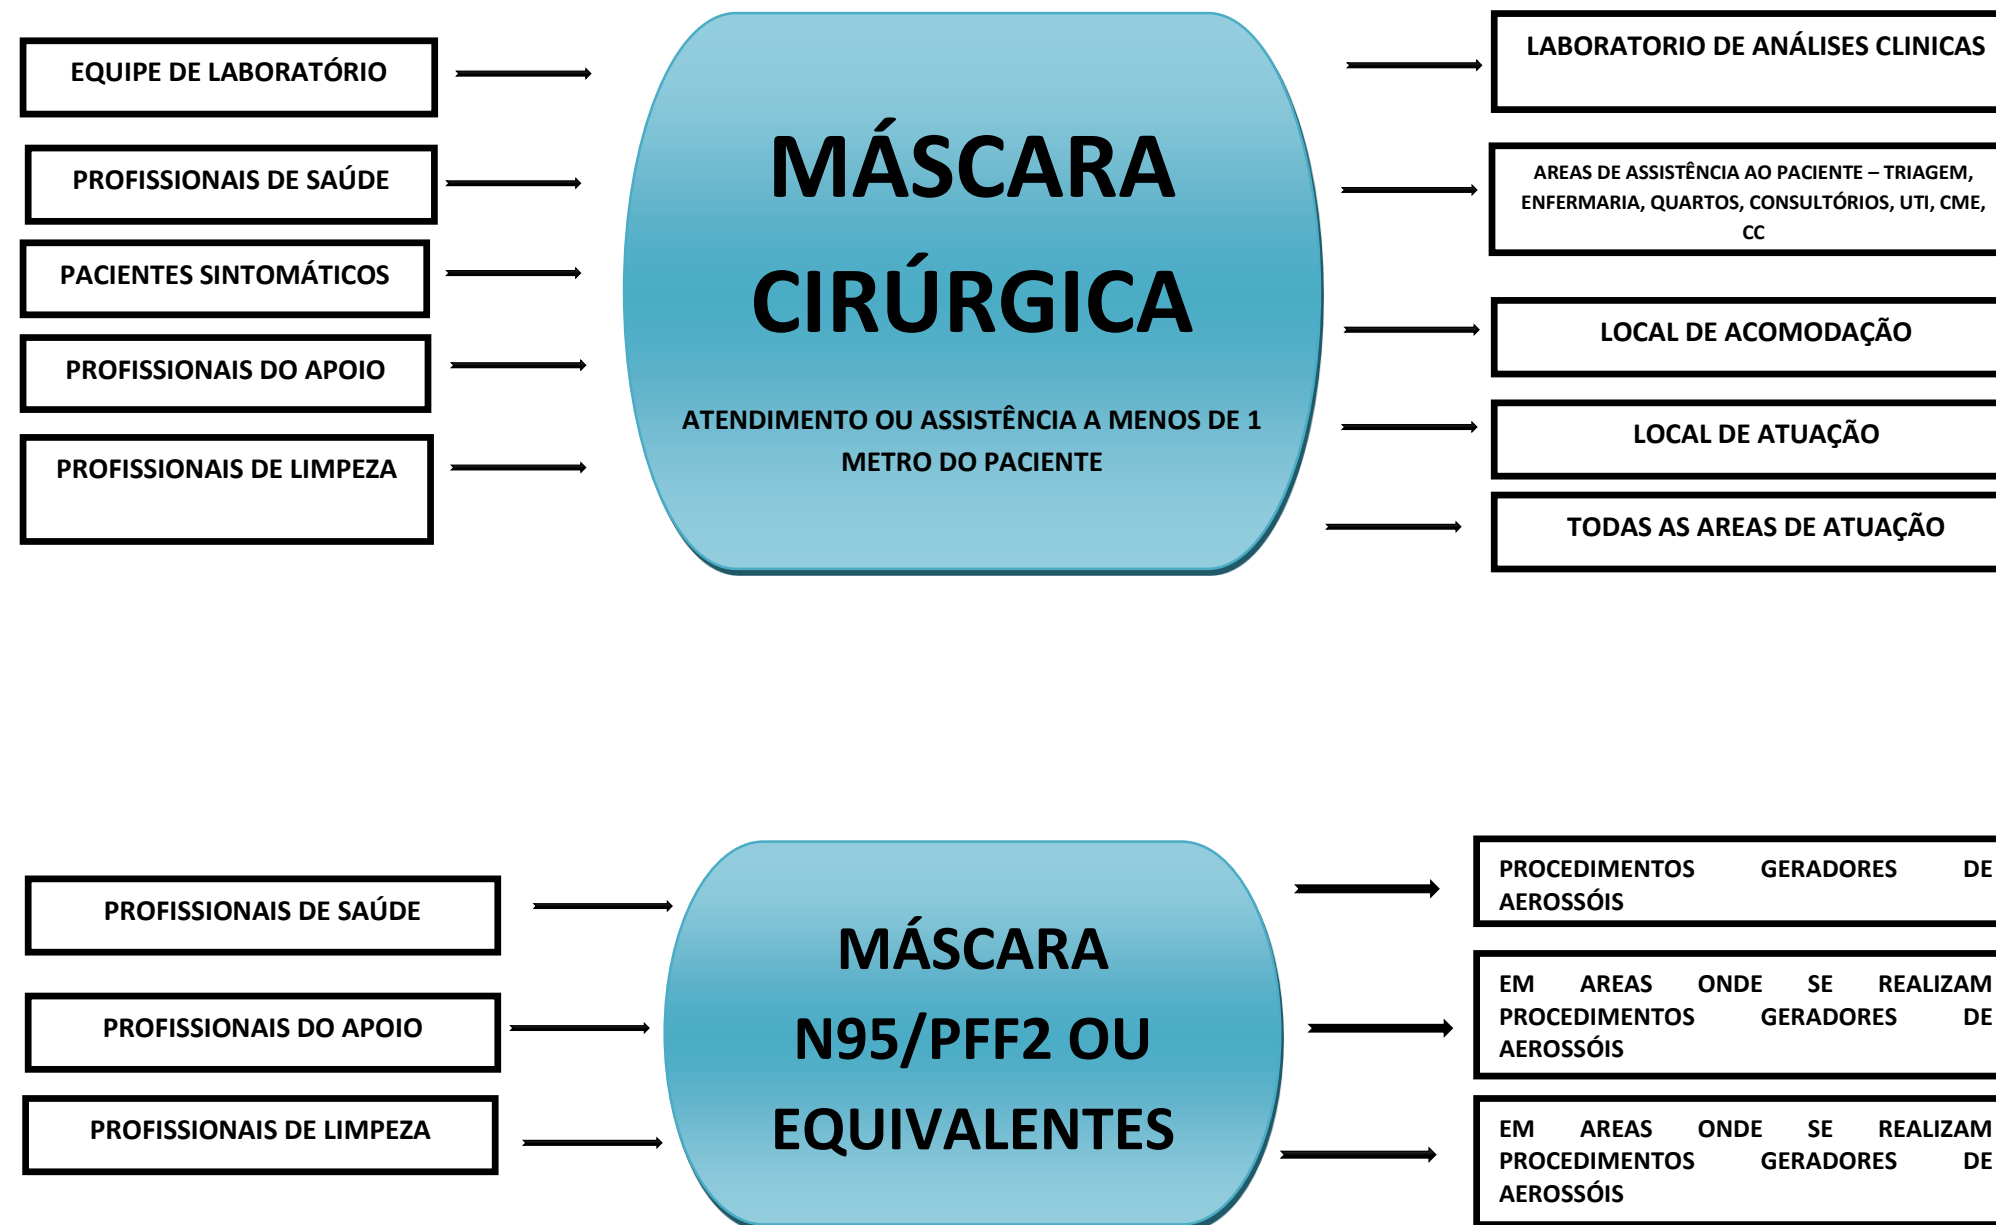 EQUIPE DE LABORATÓRIO
PROFISSIONAIS DE SAÚDE
PACIENTES SINTOMÁTICOS
PROFISSIONAIS DO APOIO
PROFISSIONAIS DE LIMPEZA
MÁSCARA
CIRÚRGICA
ATENDIMENTO OU ASSISTÊNCIA A MENOS DE 1
METRO DO PACIENTE
LABORATORIO DE ANÁLISES CLINICAS
AREAS DE ASSISTÊNCIA AO PACIENTE – TRIAGEM,
ENFERMARIA, QUARTOS, CONSULTÓRIOS, UTI, CME,
CC
LOCAL DE ACOMODAÇÃO
LOCAL DE ATUAÇÃO
TODAS AS AREAS DE ATUAÇÃO
PROFISSIONAIS DE SAÚDE
PROFISSIONAIS DO APOIO
PROFISSIONAIS DE LIMPEZA
MÁSCARA
N95/PFF2 OU
EQUIVALENTES
PROCEDIMENTOS GERADORES DE
AEROSSÓIS
EM AREAS ONDE SE REALIZAM
PROCEDIMENTOS GERADORES DE
AEROSSÓIS
EM AREAS ONDE SE REALIZAM
PROCEDIMENTOS GERADORES DE
AEROSSÓIS